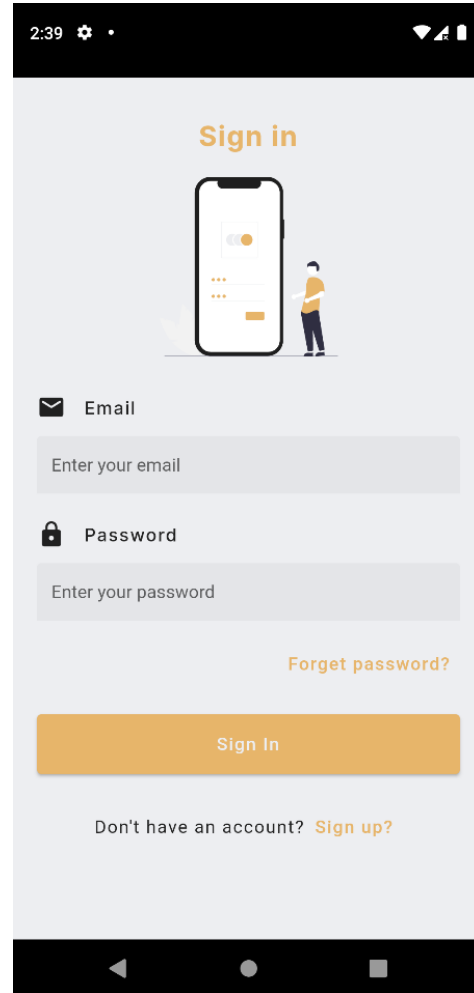 2:39
Sign in
Email
Enter your email
Password
Enter your password
Forget password?
Sign In
Don't have an account? Sign up?